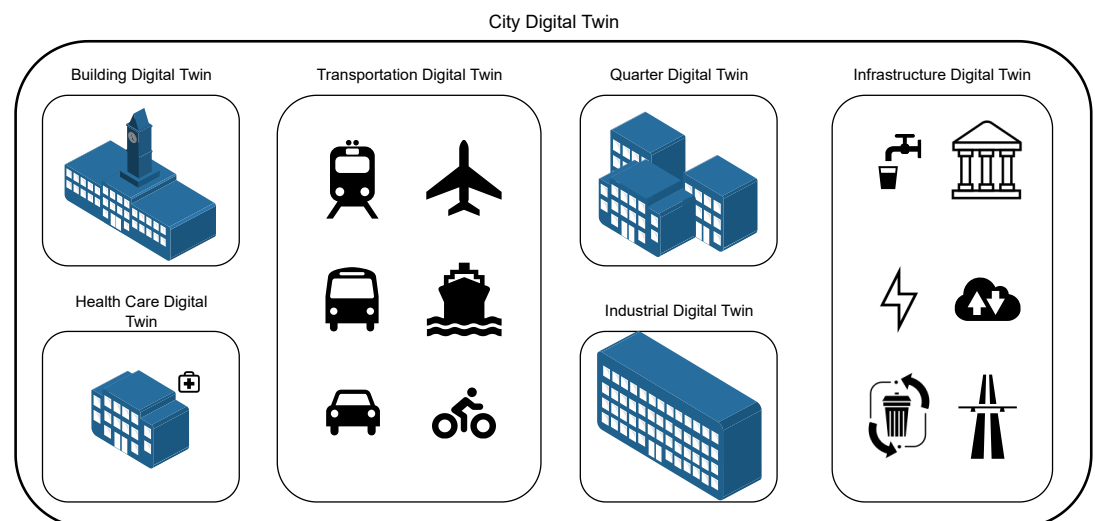 City Digital Twin
Building Digital Twin
Transportation Digital Twin
Quarter Digital Twin
Infrastructure Digital Twin
Health Care Digital
Twin
Industrial Digital Twin